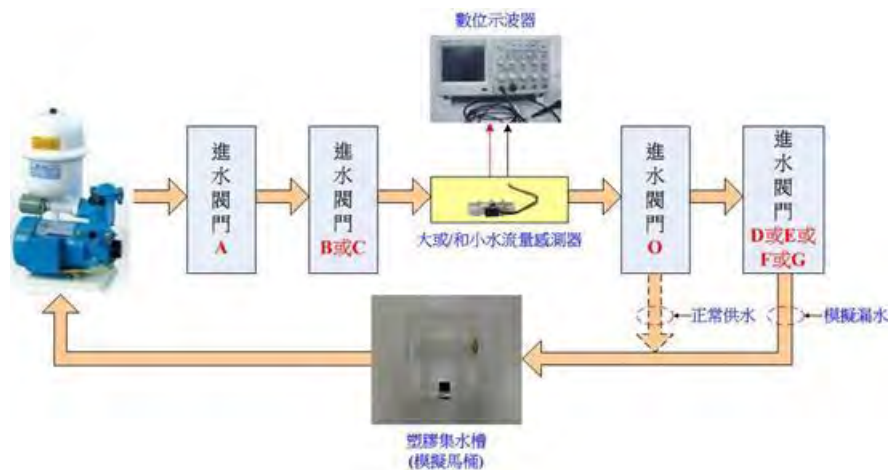 數位示波器
進水閥門
A
進水閥門
B或C
大或/和小水流量感測器
進水閥門
O
進水閥門
D或E或
F或G
正常供水
模擬漏水
塑膠集水槽
(模擬馬桶)